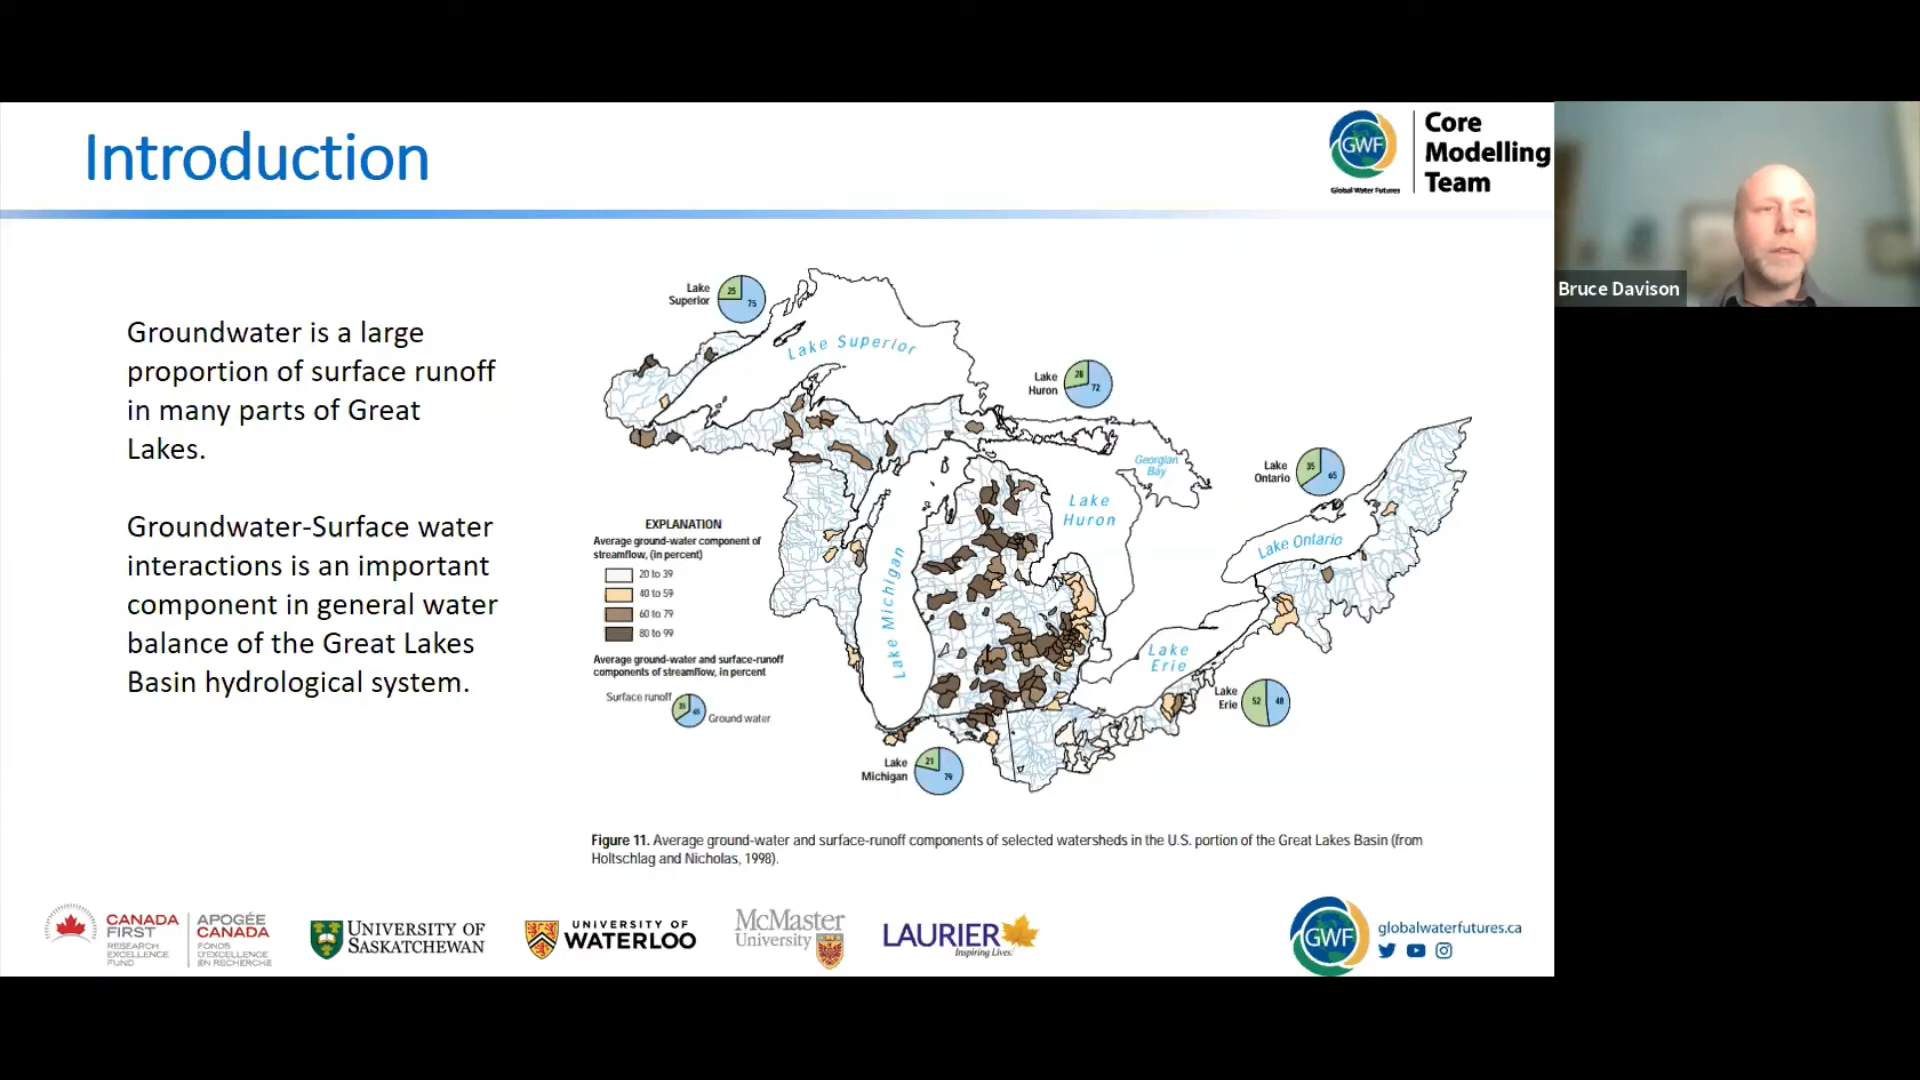 Introduction
GWF
Global Water Futures
Core
Modelling
Team
Bruce Davison
Groundwater is a large
proportion of surface runoff
in many parts of Great
Lakes.
Groundwater-Surface water
interactions is an important
component in general water
balance of the Great Lakes
Basin hydrological system.
Lake
Superior
25
75
Lake Superior
Lake
Huron
28
72
Georgian
Bay
Lake
Huron
Lake
Ontario
35
65
Lake Ontario
Lake Michigan
Lake
Erie
Lake
Erie
52
48
Lake
Michigan
21
79
EXPLANATION
Average ground-water component of
streamflow, (in percent)
20 to 39
40 to 59
60 to 79
80 to 99
Average ground-water and surface-runoff
components of streamflow, in percent
Surface runoff
35
65
Ground water
Figure 11. Average ground-water and surface-runoff components of selected watersheds in the U.S. portion of the Great Lakes Basin (from
Holtschlag and Nicholas, 1998).
CANADA
FIRST
RESEARCH
EXCELLENCE
FUND
APOGÉE
CANADA
FONDS
D'EXCELLENCE
EN RECHERCHE
UNIVERSITY OF
SASKATCHEWAN
UNIVERSITY OF
WATERLOO
McMaster
University
LAURIER
Inspiring Lives.
GWF
globalwaterfutures.ca